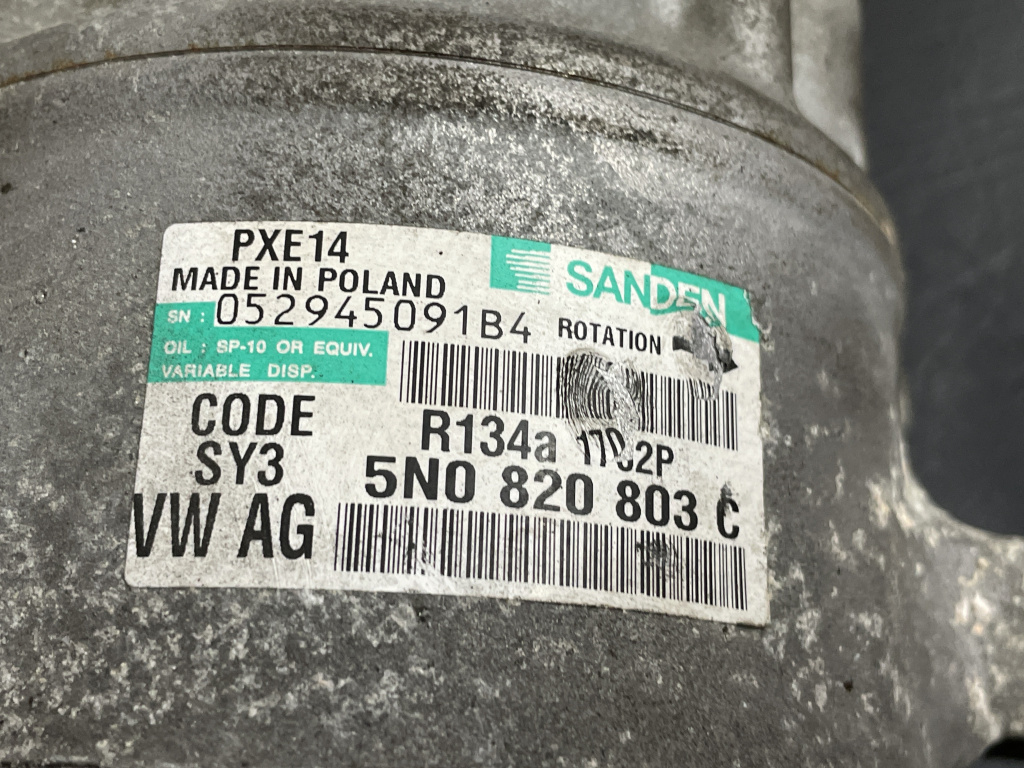 PXE14
SANDEN
MADE IN POLAND
SN : 052945091B4
ROTATION
OIL : SP-10 OR EQUIV.
VARIABLE DISP.
CODE
SY3
R134a
5N0 820 803 C
VW AG